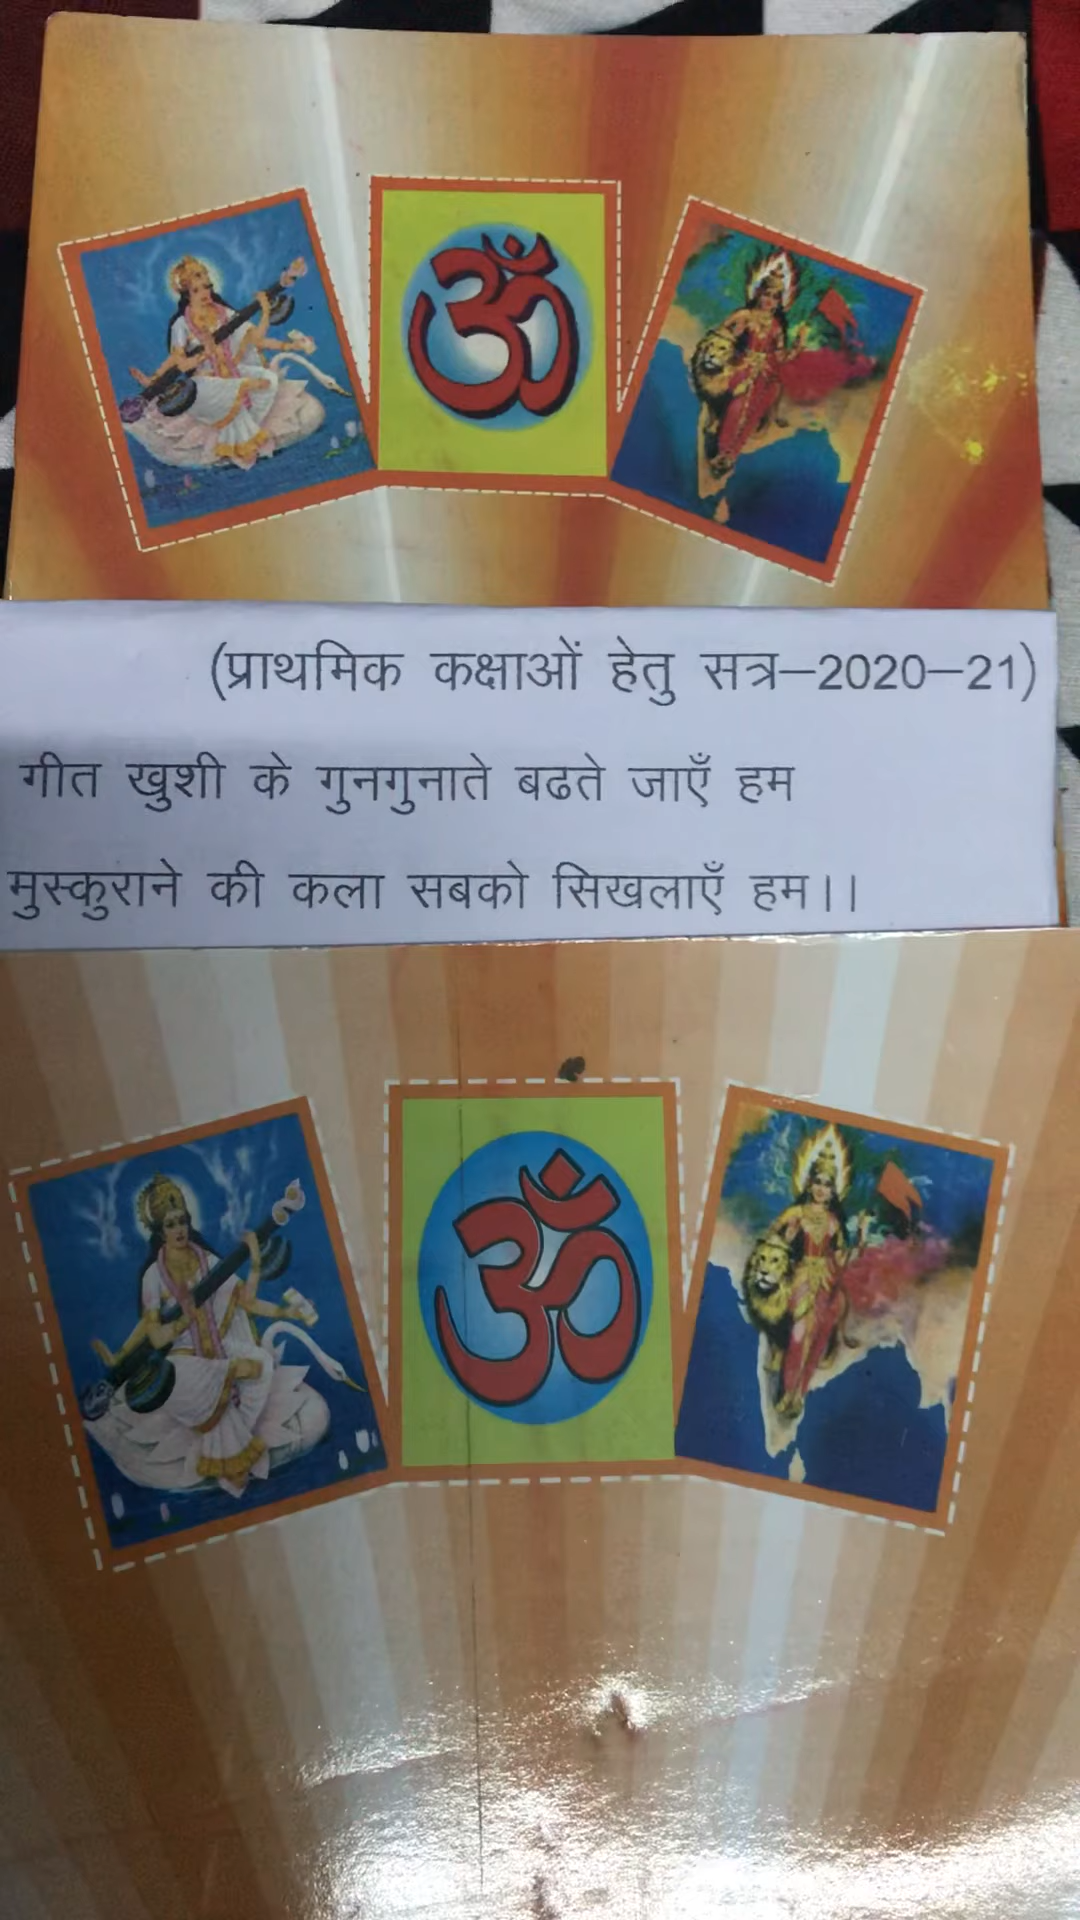 ॐ
(प्राथमिक कक्षाओं हेतु सत्र–2020–21)
गीत खुशी के गुनगुनाते बढते जाएँ हम
मुस्कुराने की कला सबको सिखलाएँ हम।।
ॐ